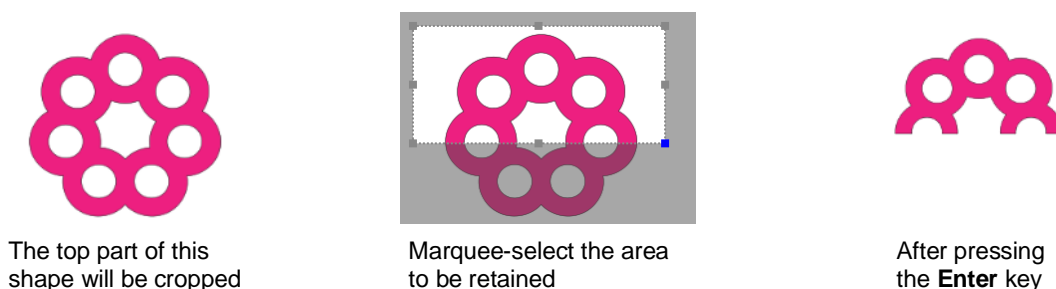 The top part of this
shape will be cropped
Marquee-select the area
to be retained
After pressing
the Enter key